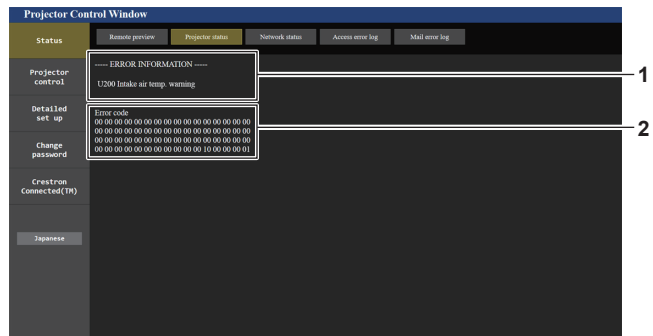 Projector Control Window
Status
Remote preview
Projector status
Network status
Access error log
Mail error log
Projector
control
Detailed
set up
Change
password
Crestron
Connected(TM)
Japanese
----- ERROR INFORMATION -----
U200 Intake air temp. warning
Error code
00 00 00 00 00 00 00 00 00 00 00 00 00 00 00 00
00 00 00 00 00 00 00 00 00 00 00 00 00 00 00 00
00 00 00 00 00 00 00 00 00 00 00 00 00 00 00 00
00 00 00 00 00 00 00 00 00 00 00 10 00 00 00 01
1
2